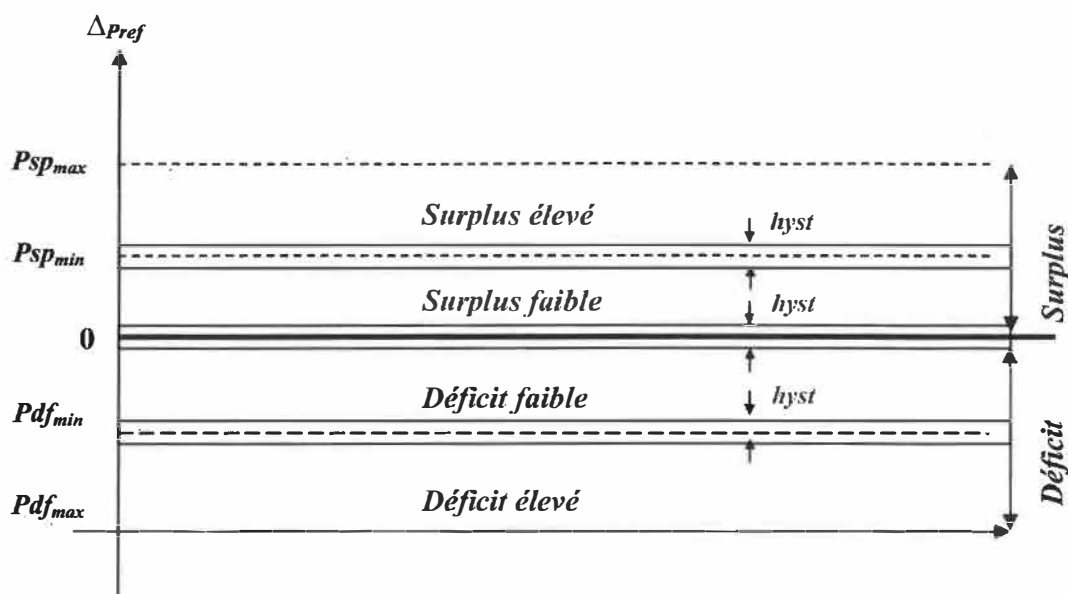 ΔPref
Pspmax
Surplus élevé
hyst
Pspmin
Surplus faible
hyst
Surplus
0
Déficit faible
hyst
Pdfmin
Déficit
Pdfmax
Déficit élevé